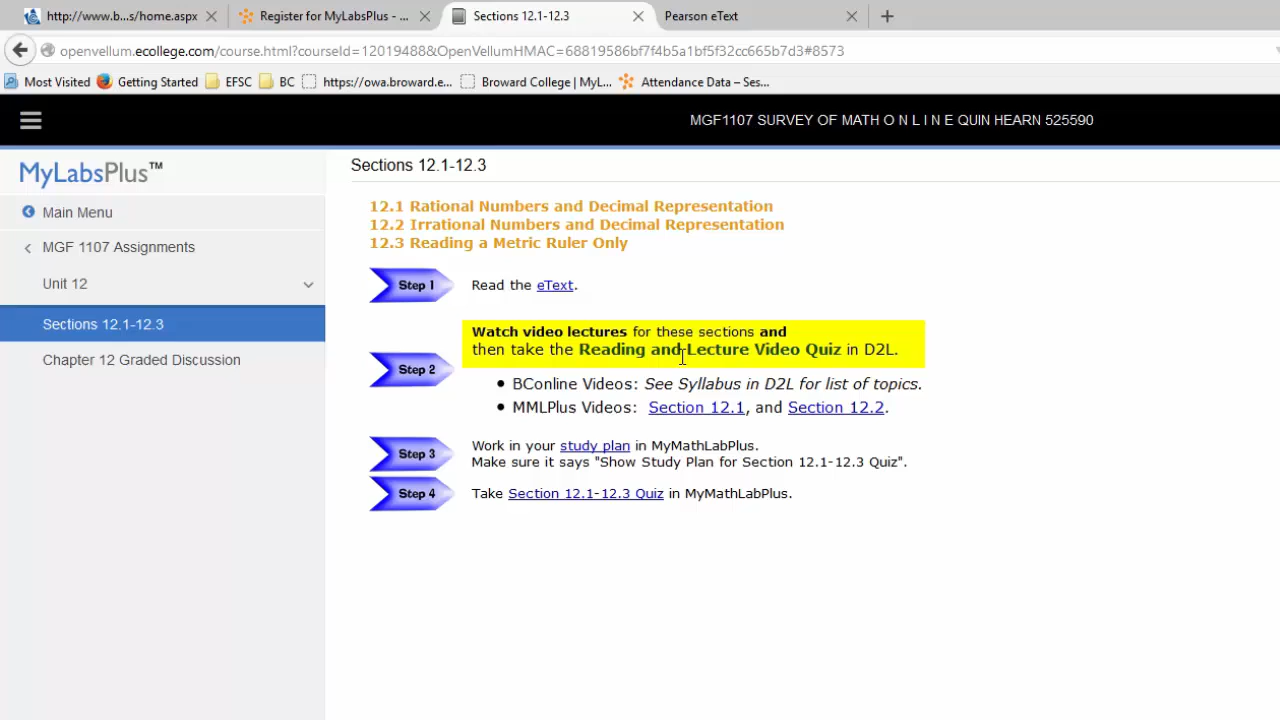 http://www.b...s/home.aspx
Register for MyLabsPlus - ...
Sections 12.1-12.3
Pearson eText
openvellum.ecollege.com/course.html?courseId=12019488&OpenVellumHMAC=68819586bf7f4b5a1bf5f32cc665b7d3#8573
Most Visited
Getting Started
EFSC
BC
https://owa.broward.e...
Broward College | MyL...
Attendance Data – Ses...
MGF1107 SURVEY OF MATH O N L I N E QUIN HEARN 525590
MyLabsPlus™
Main Menu
MGF 1107 Assignments
Unit 12
Sections 12.1-12.3
Chapter 12 Graded Discussion
Sections 12.1-12.3
12.1 Rational Numbers and Decimal Representation
12.2 Irrational Numbers and Decimal Representation
12.3 Reading a Metric Ruler Only
Step 1
Read the eText.
Step 2
Watch video lectures for these sections and
then take the Reading and Lecture Video Quiz in D2L.
• BConline Videos: See Syllabus in D2L for list of topics.
• MMLPlus Videos: Section 12.1, and Section 12.2.
Step 3
Work in your study plan in MyMathLabPlus.
Make sure it says "Show Study Plan for Section 12.1-12.3 Quiz".
Step 4
Take Section 12.1-12.3 Quiz in MyMathLabPlus.